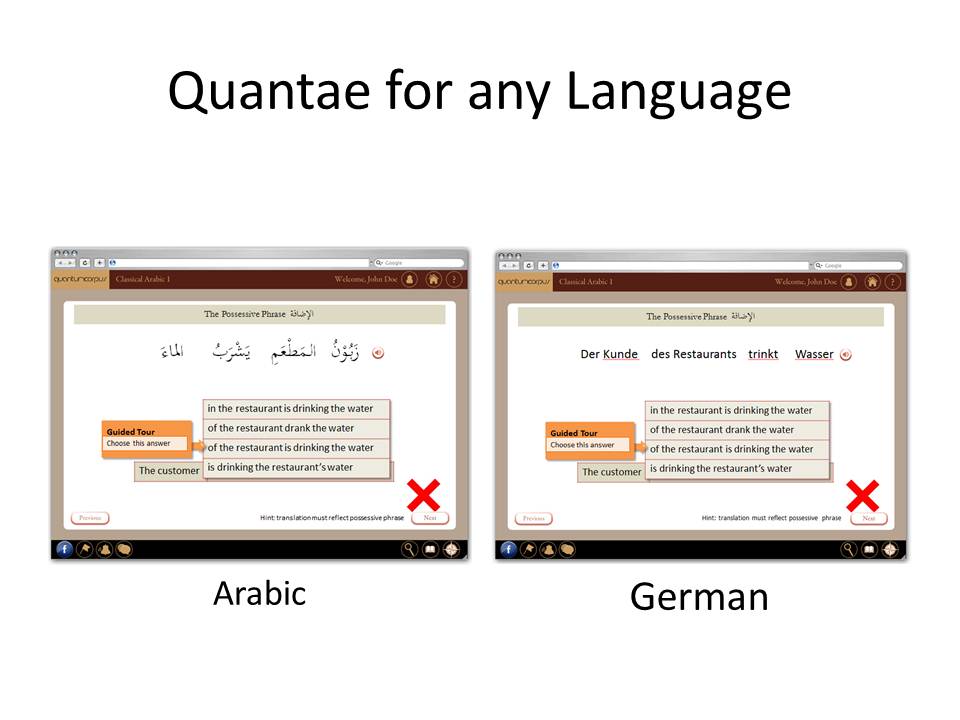 Quantae for any Language
Google
quantumcorpus Classical Arabic 1 Welcome, John Doe ?
The Possessive Phrase الإضافة
زَبُوْنُ المَطْعَمِ يَشْرَبُ الماءَ
in the restaurant is drinking the water
of the restaurant drank the water
of the restaurant is drinking the water
is drinking the restaurant's water
Guided Tour
Choose this answer
The customer
Previous
Hint: translation must reflect possessive phrase
Next
f
Arabic
Google
quantumcorpus Classical Arabic 1 Welcome, John Doe ?
The Possessive Phrase الإضافة
Der Kunde des Restaurants trinkt Wasser
in the restaurant is drinking the water
of the restaurant drank the water
of the restaurant is drinking the water
is drinking the restaurant's water
Guided Tour
Choose this answer
The customer
Previous
Hint: translation must reflect possessive phrase
Next
f
German